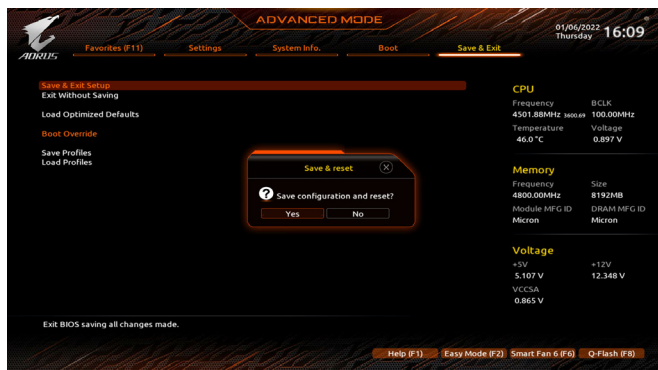 ADVANCED MODE
01/06/2022 Thursday 16:09
AORUS
Favorites (F11) Settings System Info. Boot Save & Exit
Save & Exit Setup
Exit Without Saving
Load Optimized Defaults
Boot Override
Save Profiles
Load Profiles
Save & reset
Save configuration and reset?
Yes No
CPU
Frequency BCLK
4501.88MHz 3600.69 100.00MHz
Temperature Voltage
46.0 °C 0.897 V
Memory
Frequency Size
4800.00MHz 8192MB
Module MFG ID DRAM MFG ID
Micron Micron
Voltage
+5V +12V
5.107 V 12.348 V
VCCSA
0.865 V
Exit BIOS saving all changes made.
Help (F1) Easy Mode (F2) Smart Fan 6 (F6) Q-Flash (F8)